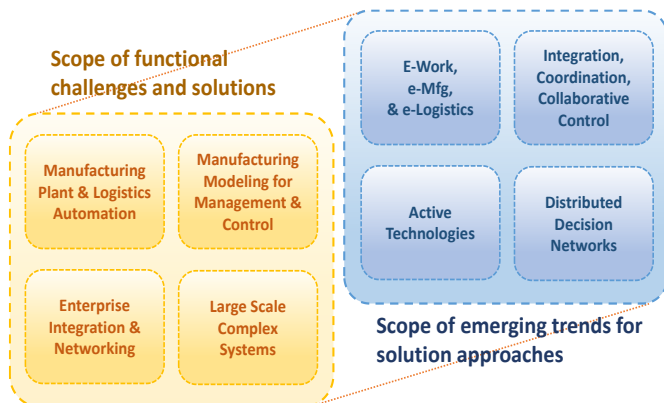 Scope of functional
challenges and solutions
Manufacturing
Plant & Logistics
Automation
Manufacturing
Modeling for
Management &
Control
Enterprise
Integration &
Networking
Large Scale
Complex
Systems
E-Work,
e-Mfg,
& e-Logistics
Integration,
Coordination,
Collaborative
Control
Active
Technologies
Distributed
Decision
Networks
Scope of emerging trends for
solution approaches